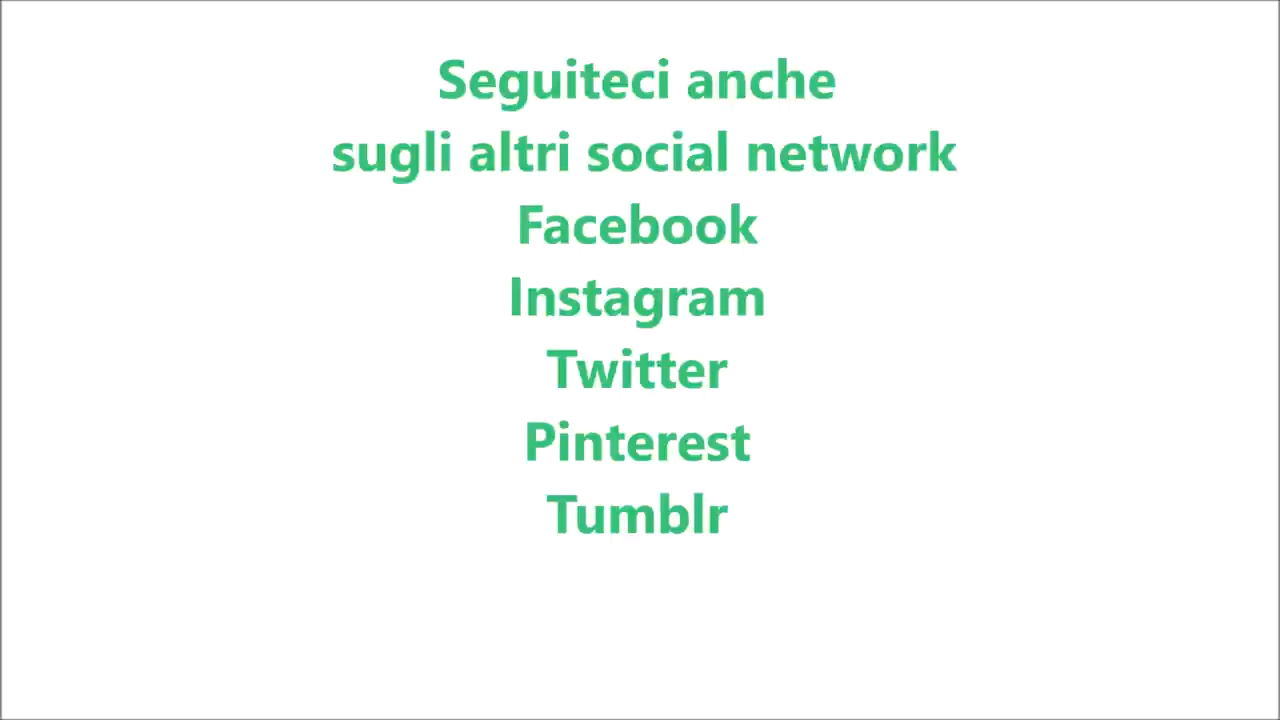 Seguiteci anche
sugli altri social network
Facebook
Instagram
Twitter
Pinterest
Tumblr